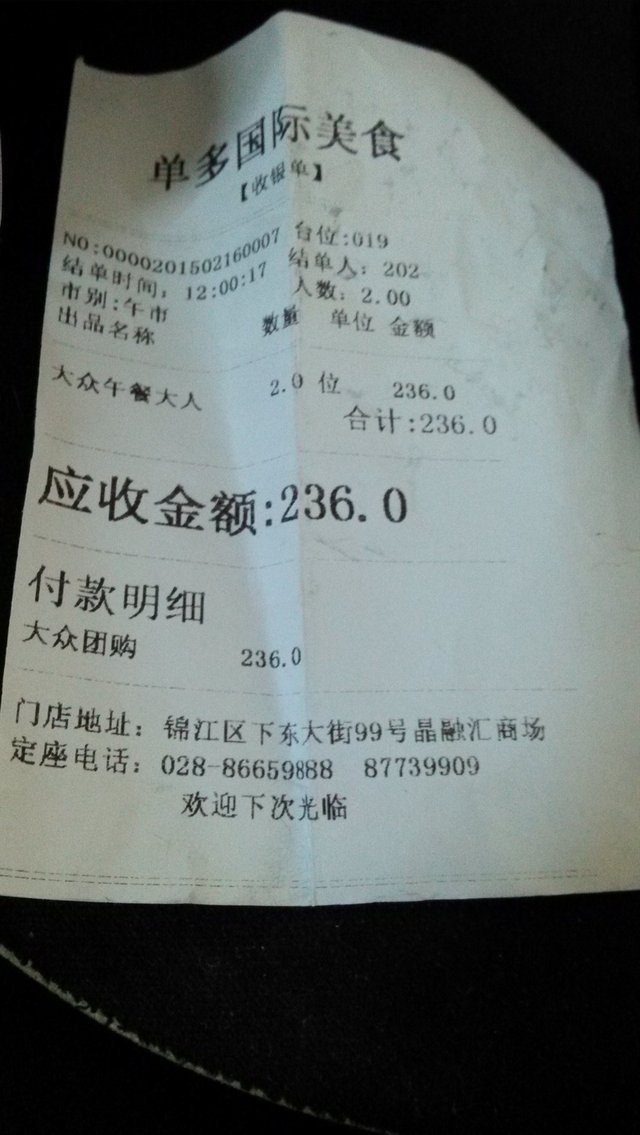 单多国际美食
【收银单】
NO:0000201502160007 台位:019
结单时间: 12:00:17 结单人: 202
市别:午市 人数: 2.00
出品名称 数量 单位 金额
大众午餐大人 2.0 位 236.0
合计:236.0
应收金额:236.0
付款明细
大众团购 236.0
门店地址: 锦江区下东大街99号晶融汇商场
定座电话: 028-86659888 87739909
欢迎下次光临